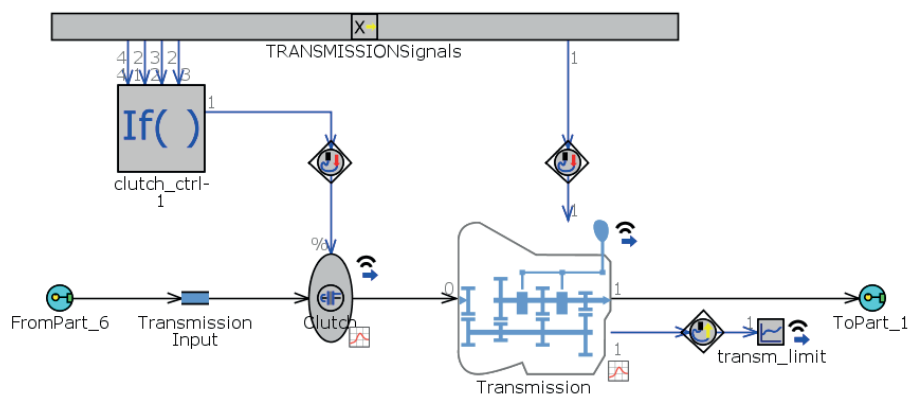 X
TRANSMISSIONSignals
4 2 3 2
4 1 2 3
1
If( )
1
clutch_ctrl-
1
1
%
0
1
FromPart_6
Transmission
Input
Clutch
ToPart_1
1
1
transm_limit
Transmission